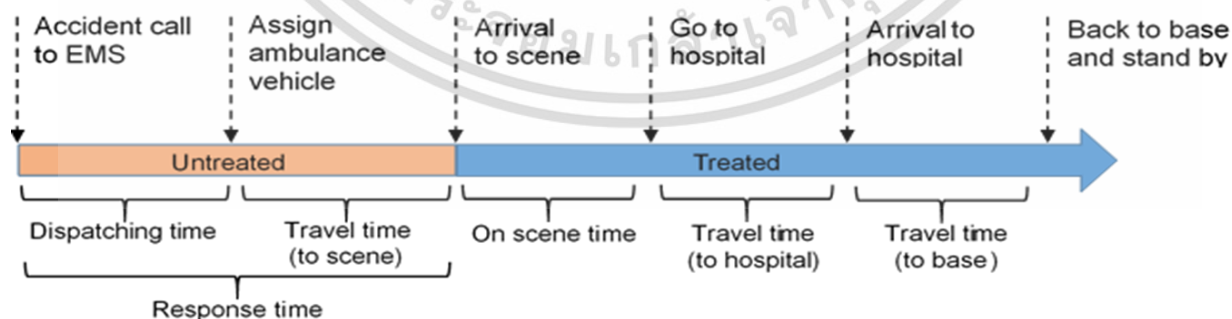 Accident call
to EMS
Assign
ambulance
vehicle
Arrival
to scene
Go to
hospital
Arrival to
hospital
Back to base
and stand by
Untreated
Treated
Dispatching time
Travel time
(to scene)
On scene time
Travel time
(to hospital)
Travel time
(to base)
Response time